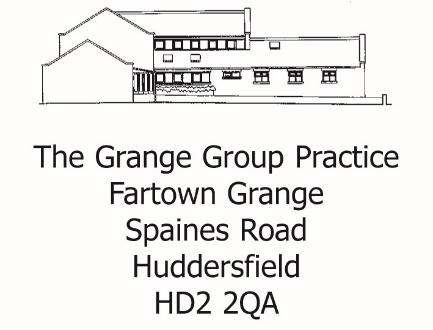 The Grange Group Practice
Fartown Grange
Spaines Road
Huddersfield
HD2 2QA